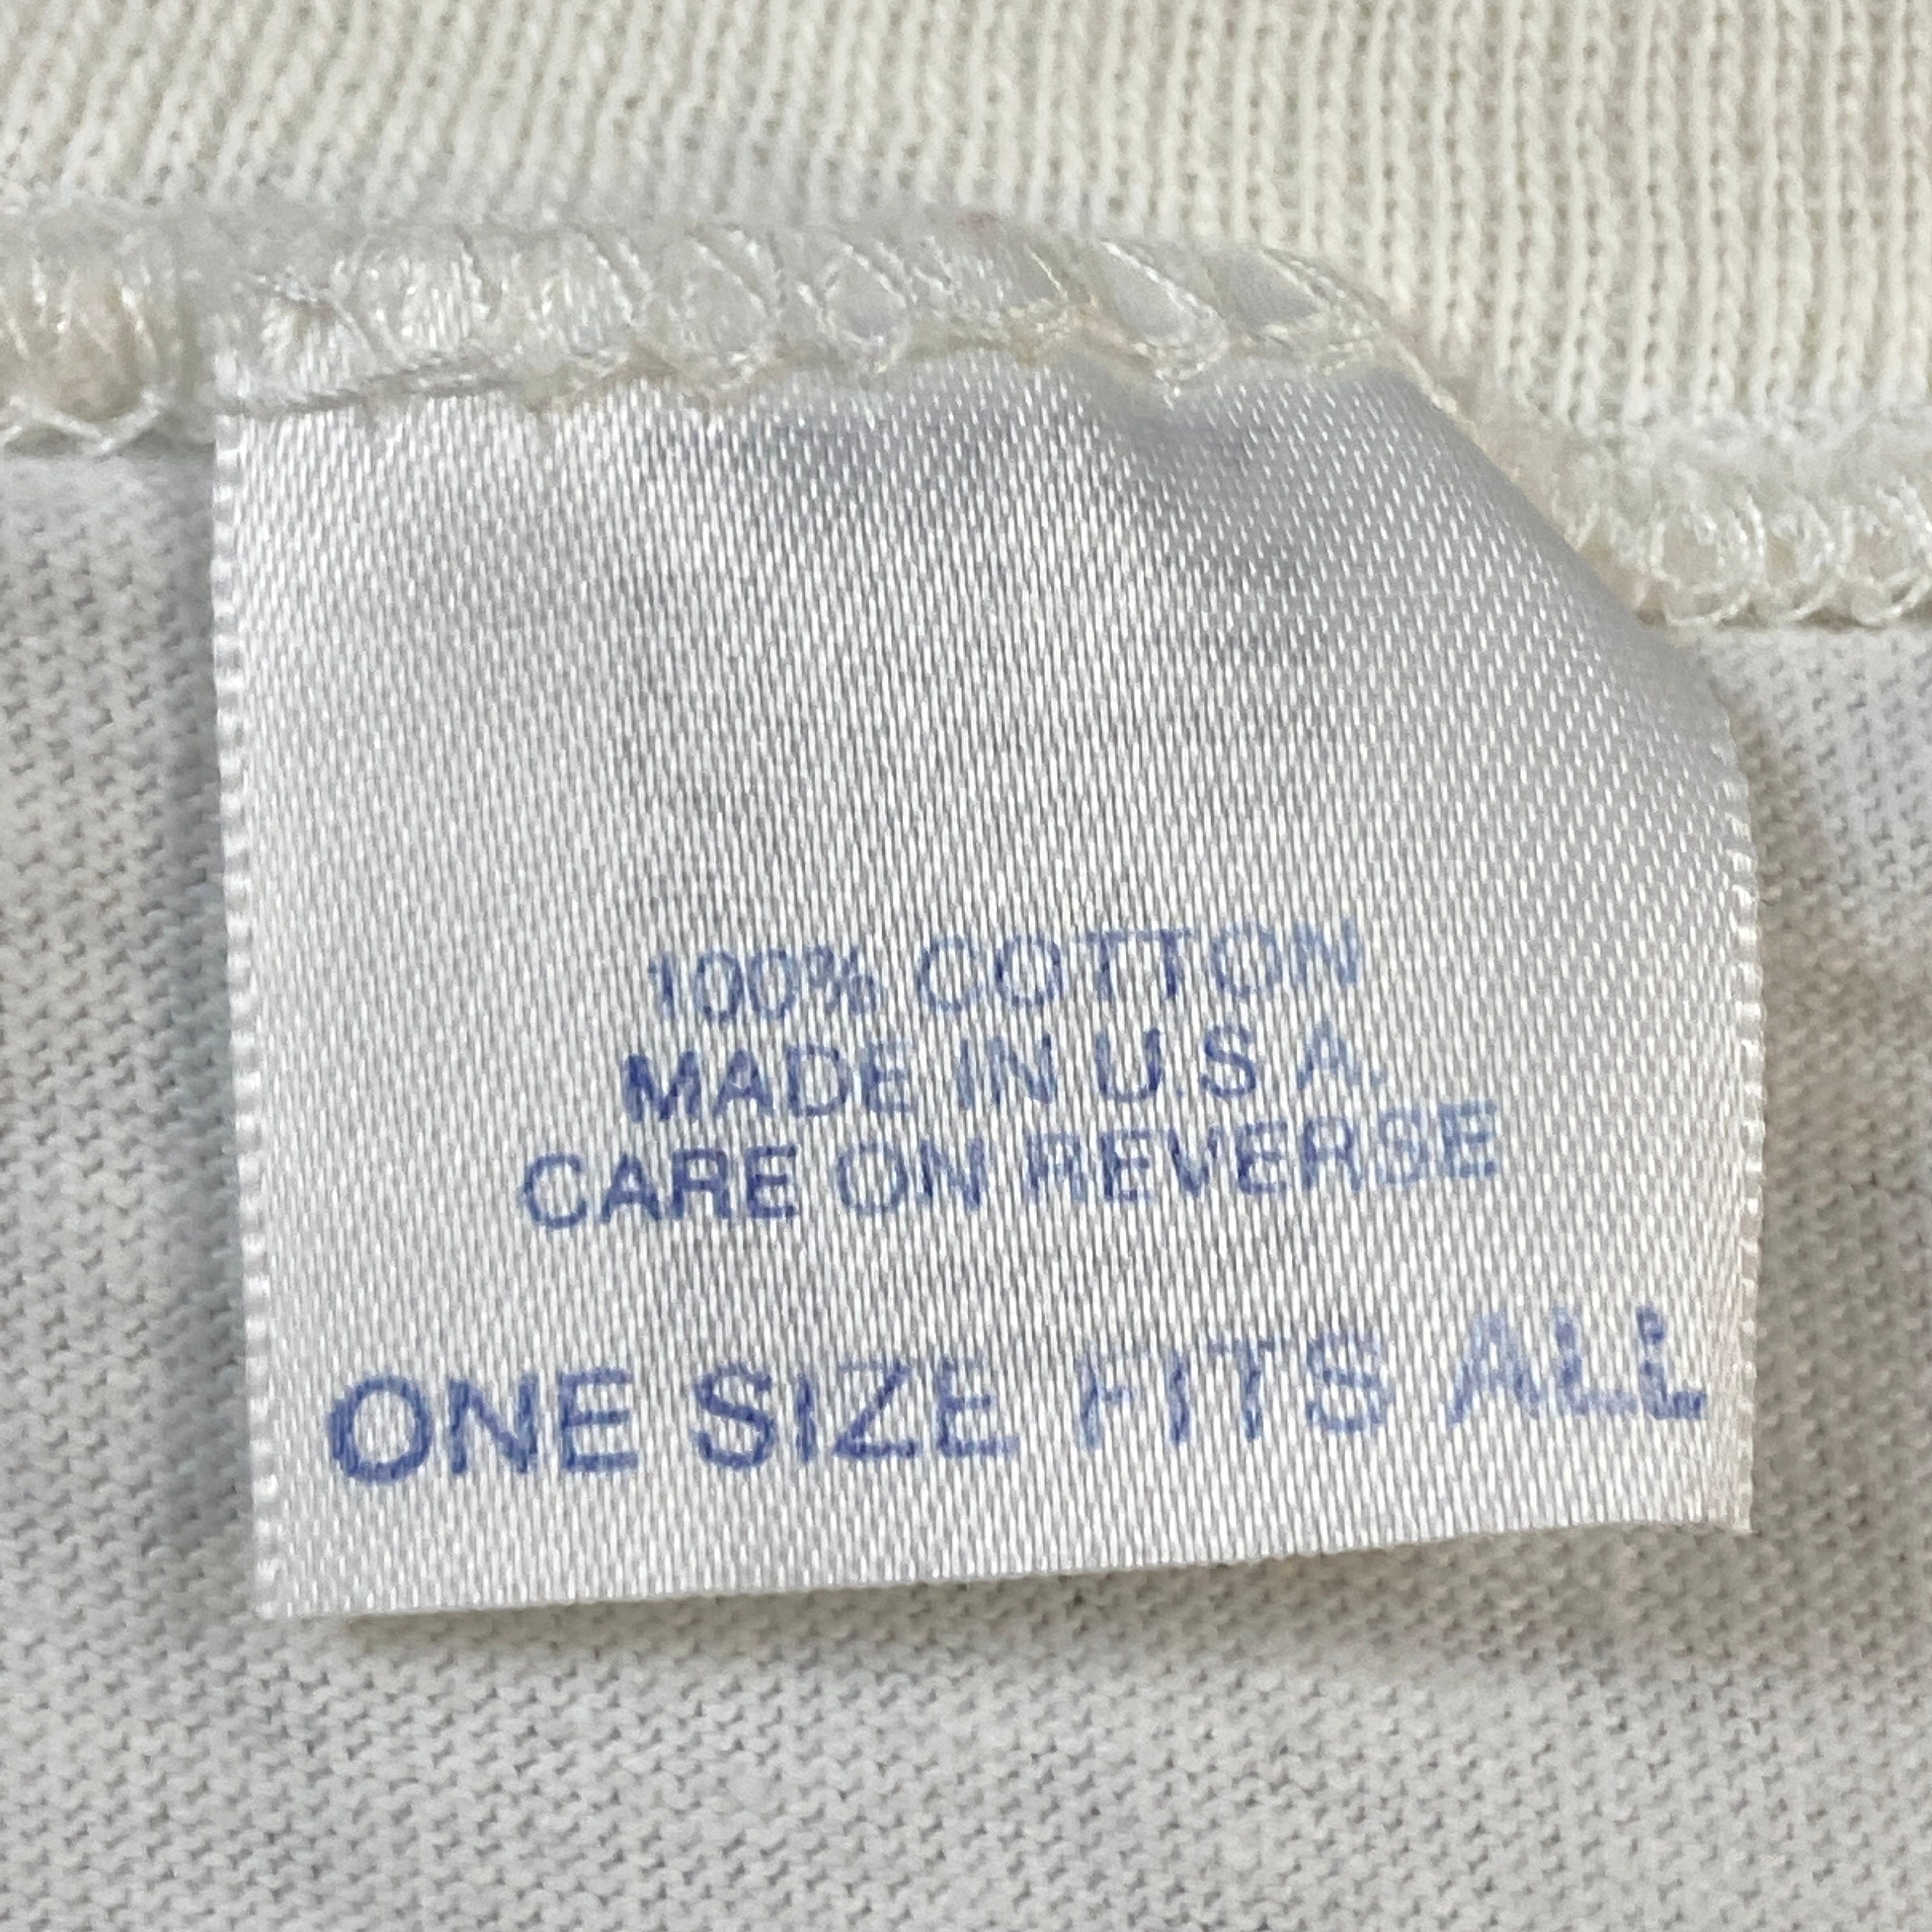 100% COTTON
MADE IN U.S.A.
CARE ON REVERSE
ONE SIZE FITS ALL